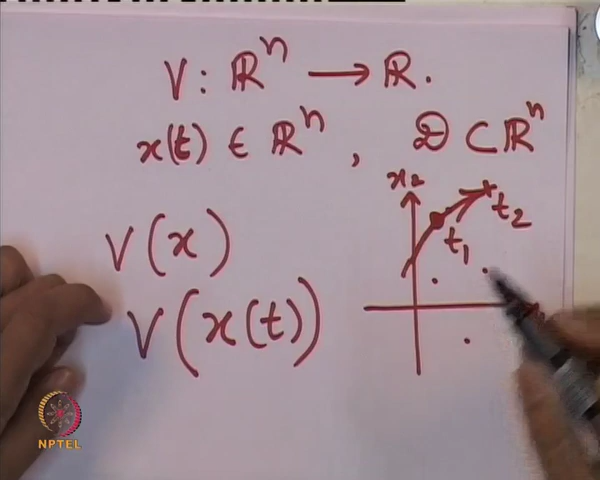 V : ℝⁿ → ℝ.
x(t) ∈ ℝⁿ , 𝔇 ⊂ ℝⁿ
x₂
t₂
t₁
V(x)
V(x(t))
NPTEL